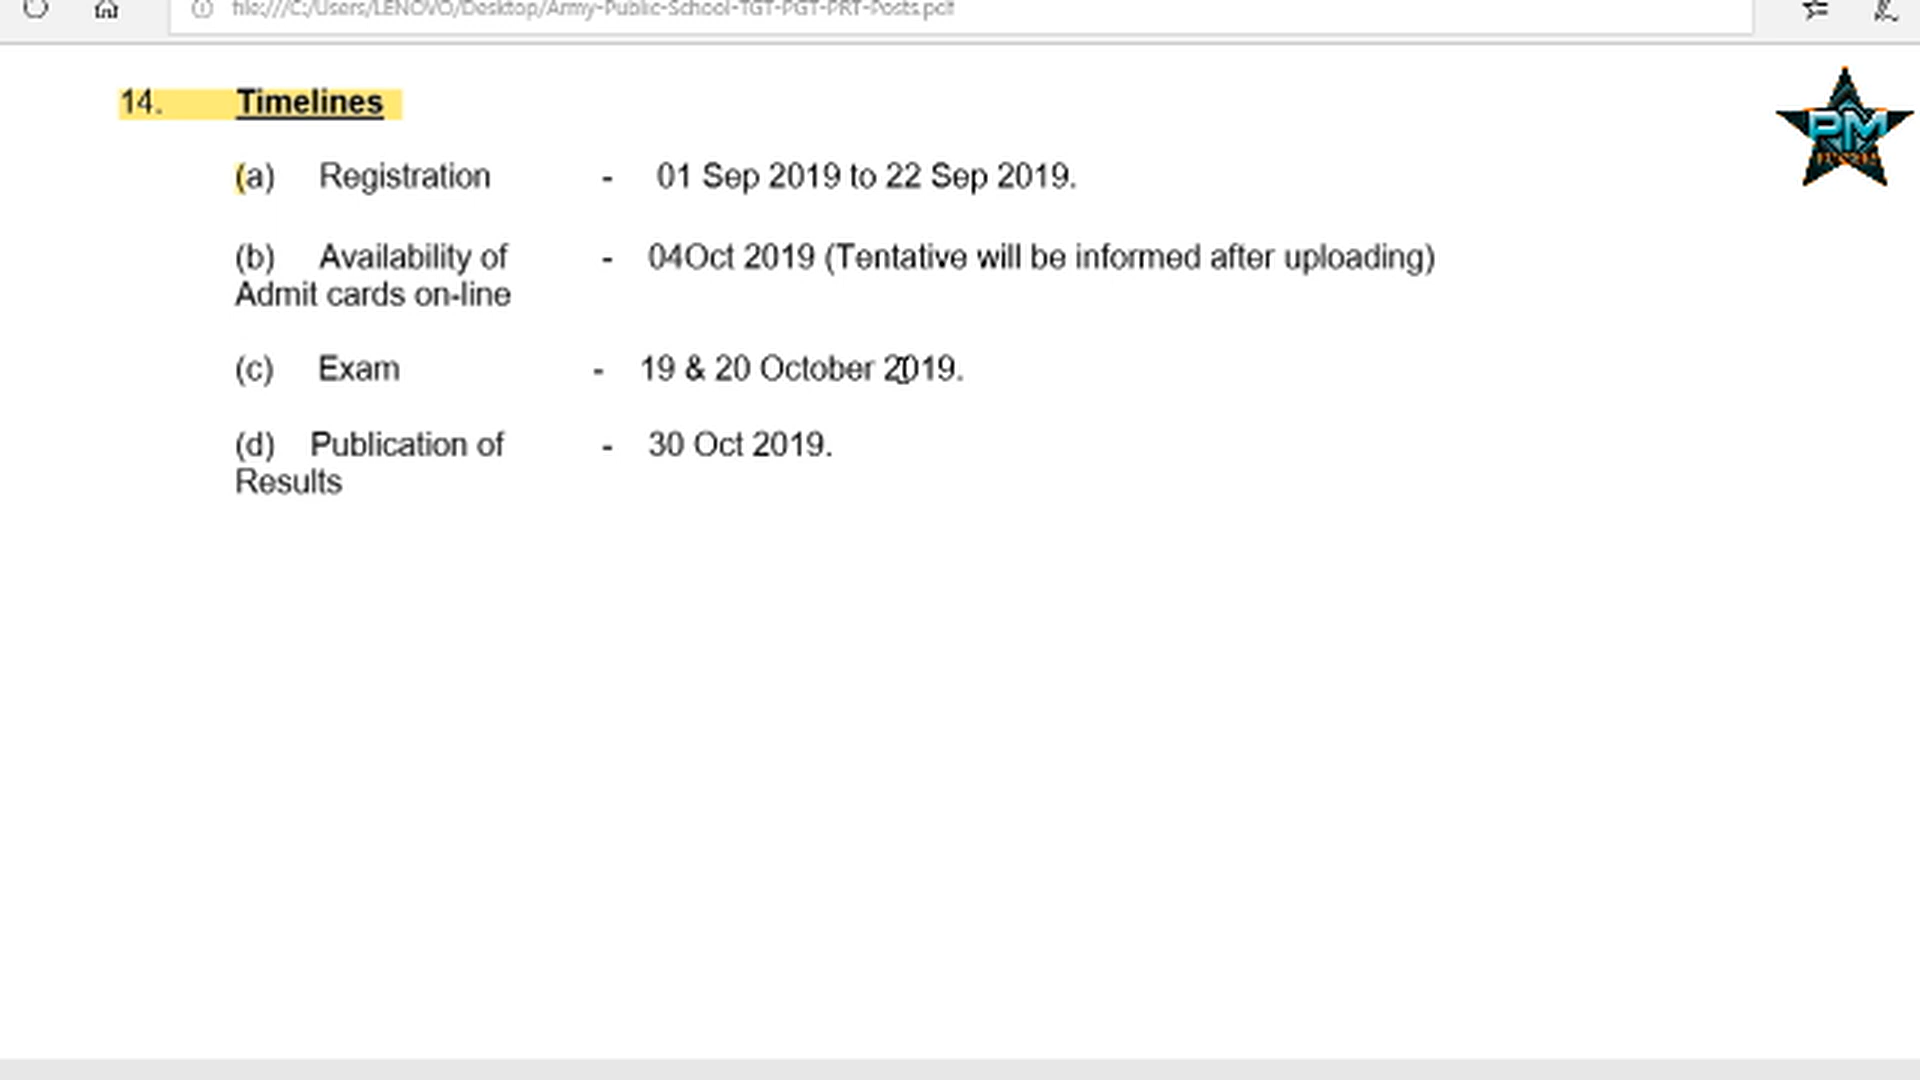 file:///C:/Users/LENOVO/Desktop/Army-Public-School-TGT-PGT-PRT-Posts.pdf
14. Timelines
(a) Registration - 01 Sep 2019 to 22 Sep 2019.
(b) Availability of - 04Oct 2019 (Tentative will be informed after uploading)
Admit cards on-line
(c) Exam - 19 & 20 October 2019.
(d) Publication of - 30 Oct 2019.
Results
PM